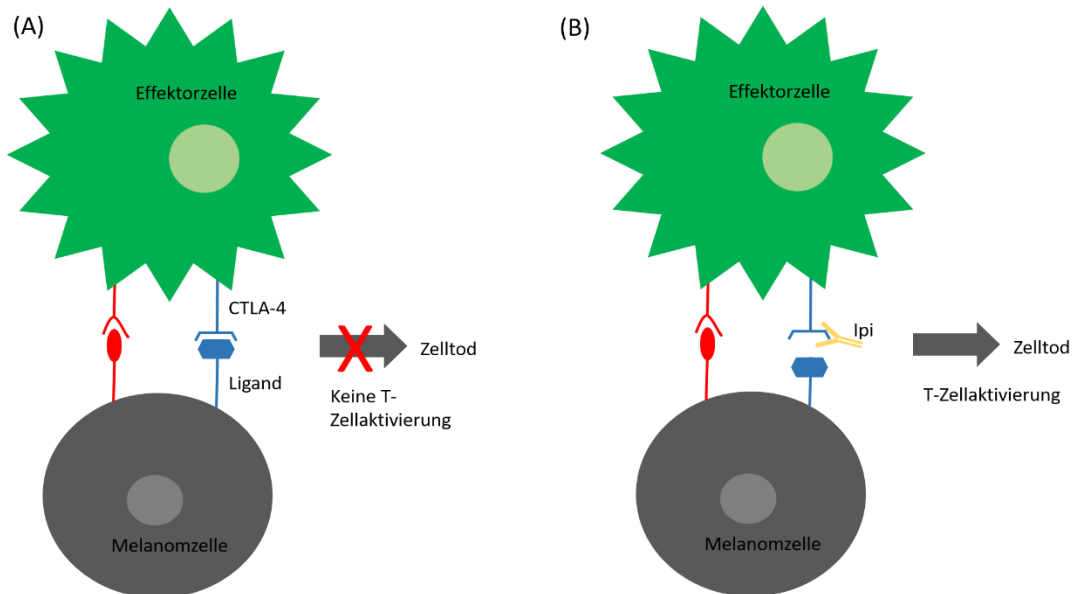 (A)
Effektorzelle
CTLA-4
Ligand
Zelltod
Keine T-
Zellaktivierung
Melanomzelle
(B)
Effektorzelle
Ipi
Zelltod
T-Zellaktivierung
Melanomzelle